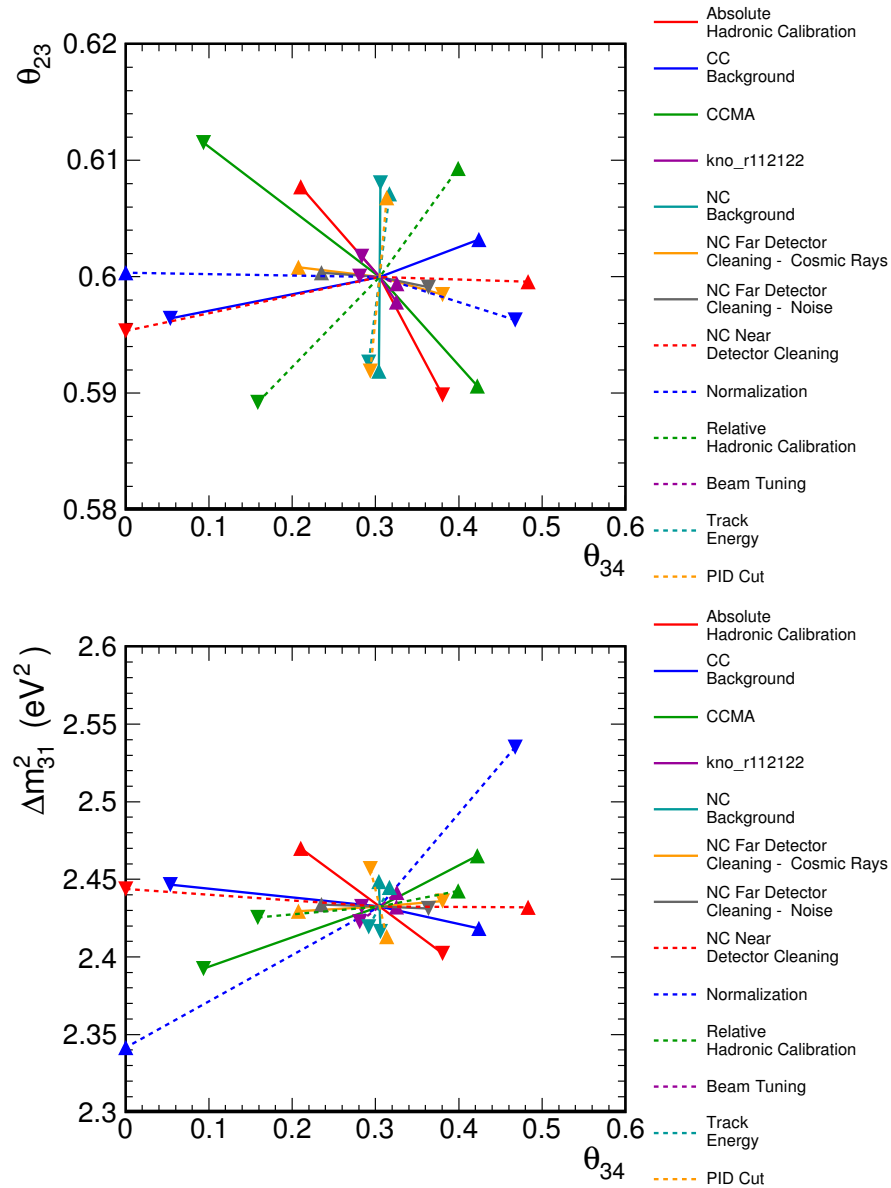 0.62
θ23
0.61
0.6
0.59
0.58
0 0.1 0.2 0.3 0.4 0.5 0.6
θ34
Absolute
Hadronic Calibration
CC
Background
CCMA
kno_r112122
NC
Background
NC Far Detector
Cleaning - Cosmic Rays
NC Far Detector
Cleaning - Noise
NC Near
Detector Cleaning
Normalization
Relative
Hadronic Calibration
Beam Tuning
Track
Energy
PID Cut
2.6
Δm²31 (eV²)
2.55
2.5
2.45
2.4
2.35
2.3
0 0.1 0.2 0.3 0.4 0.5 0.6
θ34
Absolute
Hadronic Calibration
CC
Background
CCMA
kno_r112122
NC
Background
NC Far Detector
Cleaning - Cosmic Rays
NC Far Detector
Cleaning - Noise
NC Near
Detector Cleaning
Normalization
Relative
Hadronic Calibration
Beam Tuning
Track
Energy
PID Cut